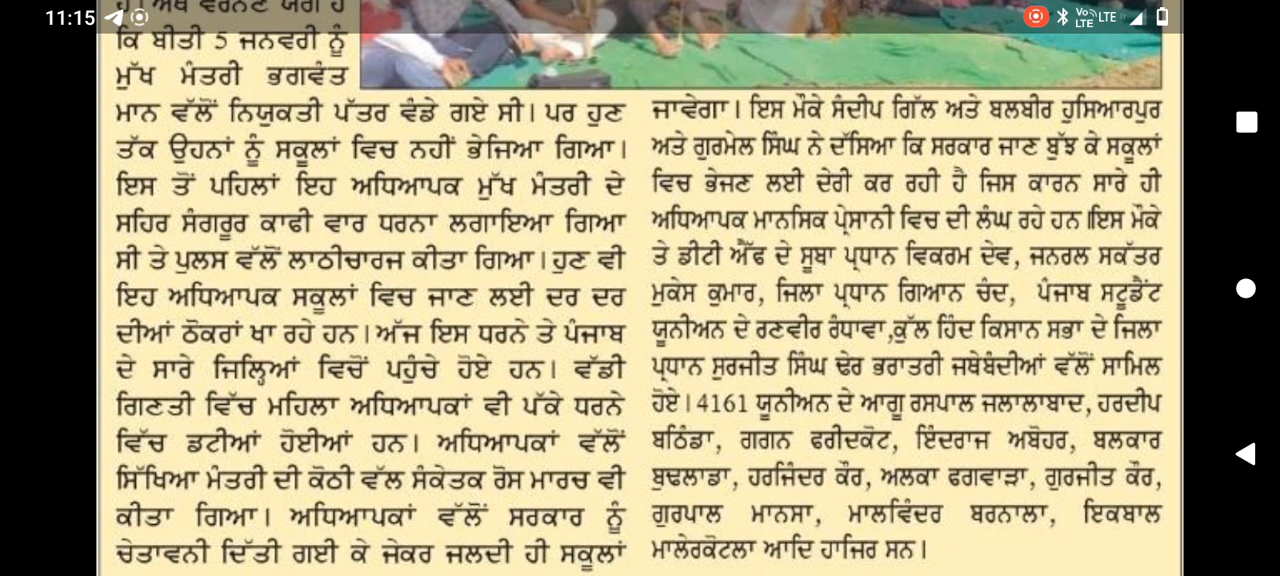 11:15
Vo LTE LTE
ਕਿ ਬੀਤੀ 5 ਜਨਵਰੀ ਨੂੰ
ਮੁੱਖ ਮੰਤਰੀ ਭਗਵੰਤ
ਮਾਨ ਵੱਲੋਂ ਨਿਯੁਕਤੀ ਪੱਤਰ ਵੰਡੇ ਗਏ ਸੀ। ਪਰ ਹੁਣ
ਤੱਕ ਉਹਨਾਂ ਨੂੰ ਸਕੂਲਾਂ ਵਿਚ ਨਹੀਂ ਭੇਜਿਆ ਗਿਆ।
ਇਸ ਤੋਂ ਪਹਿਲਾਂ ਇਹ ਅਧਿਆਪਕ ਮੁੱਖ ਮੰਤਰੀ ਦੇ
ਸਹਿਰ ਸੰਗਰੂਰ ਕਾਫੀ ਵਾਰ ਧਰਨਾ ਲਗਾਇਆ ਗਿਆ
ਸੀ ਤੇ ਪੁਲਸ ਵੱਲੋਂ ਲਾਠੀਚਾਰਜ ਕੀਤਾ ਗਿਆ। ਹੁਣ ਵੀ
ਇਹ ਅਧਿਆਪਕ ਸਕੂਲਾਂ ਵਿਚ ਜਾਣ ਲਈ ਦਰ ਦਰ
ਦੀਆਂ ਠੋਕਰਾਂ ਖਾ ਰਹੇ ਹਨ। ਅੱਜ ਇਸ ਧਰਨੇ ਤੇ ਪੰਜਾਬ
ਦੇ ਸਾਰੇ ਜਿਲ੍ਹਿਆਂ ਵਿਚੋਂ ਪਹੁੰਚੇ ਹੋਏ ਹਨ। ਵੱਡੀ
ਗਿਣਤੀ ਵਿੱਚ ਮਹਿਲਾ ਅਧਿਆਪਕਾਂ ਵੀ ਪੱਕੇ ਧਰਨੇ
ਵਿੱਚ ਡਟੀਆਂ ਹੋਈਆਂ ਹਨ। ਅਧਿਆਪਕਾਂ ਵੱਲੋਂ
ਸਿੱਖਿਆ ਮੰਤਰੀ ਦੀ ਕੋਠੀ ਵੱਲ ਸੰਕੇਤਕ ਰੋਸ ਮਾਰਚ ਵੀ
ਕੀਤਾ ਗਿਆ। ਅਧਿਆਪਕਾਂ ਵੱਲੋਂ ਸਰਕਾਰ ਨੂੰ
ਚੇਤਾਵਨੀ ਦਿੱਤੀ ਗਈ ਕੇ ਜੇਕਰ ਜਲਦੀ ਹੀ ਸਕੂਲਾਂ
ਜਾਵੇਗਾ। ਇਸ ਮੌਕੇ ਸੰਦੀਪ ਗਿੱਲ ਅਤੇ ਬਲਬੀਰ ਹੁਸਿਆਰਪੁਰ
ਅਤੇ ਗੁਰਮੇਲ ਸਿੰਘ ਨੇ ਦੱਸਿਆ ਕਿ ਸਰਕਾਰ ਜਾਣ ਬੁੱਝ ਕੇ ਸਕੂਲਾਂ
ਵਿਚ ਭੇਜਣ ਲਈ ਦੇਰੀ ਕਰ ਰਹੀ ਹੈ ਜਿਸ ਕਾਰਨ ਸਾਰੇ ਹੀ
ਅਧਿਆਪਕ ਮਾਨਸਿਕ ਪ੍ਰੇਸਾਨੀ ਵਿਚ ਦੀ ਲੰਘ ਰਹੇ ਹਨ।ਇਸ ਮੌਕੇ
ਤੇ ਡੀਟੀ ਐੱਫ ਦੇ ਸੂਬਾ ਪ੍ਰਧਾਨ ਵਿਕਰਮ ਦੇਵ, ਜਨਰਲ ਸਕੱਤਰ
ਮੁਕੇਸ ਕੁਮਾਰ, ਜਿਲਾ ਪ੍ਰਧਾਨ ਗਿਆਨ ਚੰਦ, ਪੰਜਾਬ ਸਟੂਡੈਂਟ
ਯੂਨੀਅਨ ਦੇ ਰਣਵੀਰ ਰੰਧਾਵਾ ,ਕੁੱਲ ਹਿੰਦ ਕਿਸਾਨ ਸਭਾ ਦੇ ਜਿਲਾ
ਪ੍ਰਧਾਨ ਸੁਰਜੀਤ ਸਿੰਘ ਢੇਰ ਭਰਾਤਰੀ ਜਥੇਬੰਦੀਆਂ ਵੱਲੋਂ ਸਾਮਿਲ
ਹੋਏ। 4161 ਯੂਨੀਅਨ ਦੇ ਆਗੂ ਰਸਪਾਲ ਜਲਾਲਾਬਾਦ, ਹਰਦੀਪ
ਬਠਿੰਡਾ, ਗਗਨ ਫਰੀਦਕੋਟ, ਇੰਦਰਾਜ ਅਬੋਹਰ, ਬਲਕਾਰ
ਬੁਢਲਾਡਾ, ਹਰਜਿੰਦਰ ਕੌਰ, ਅਲਕਾ ਫਗਵਾੜਾ, ਗੁਰਜੀਤ ਕੌਰ,
ਗੁਰਪਾਲ ਮਾਨਸਾ, ਮਾਲਵਿੰਦਰ ਬਰਨਾਲਾ, ਇਕਬਾਲ
ਮਾਲੇਰਕੋਟਲਾ ਆਦਿ ਹਾਜਿਰ ਸਨ।